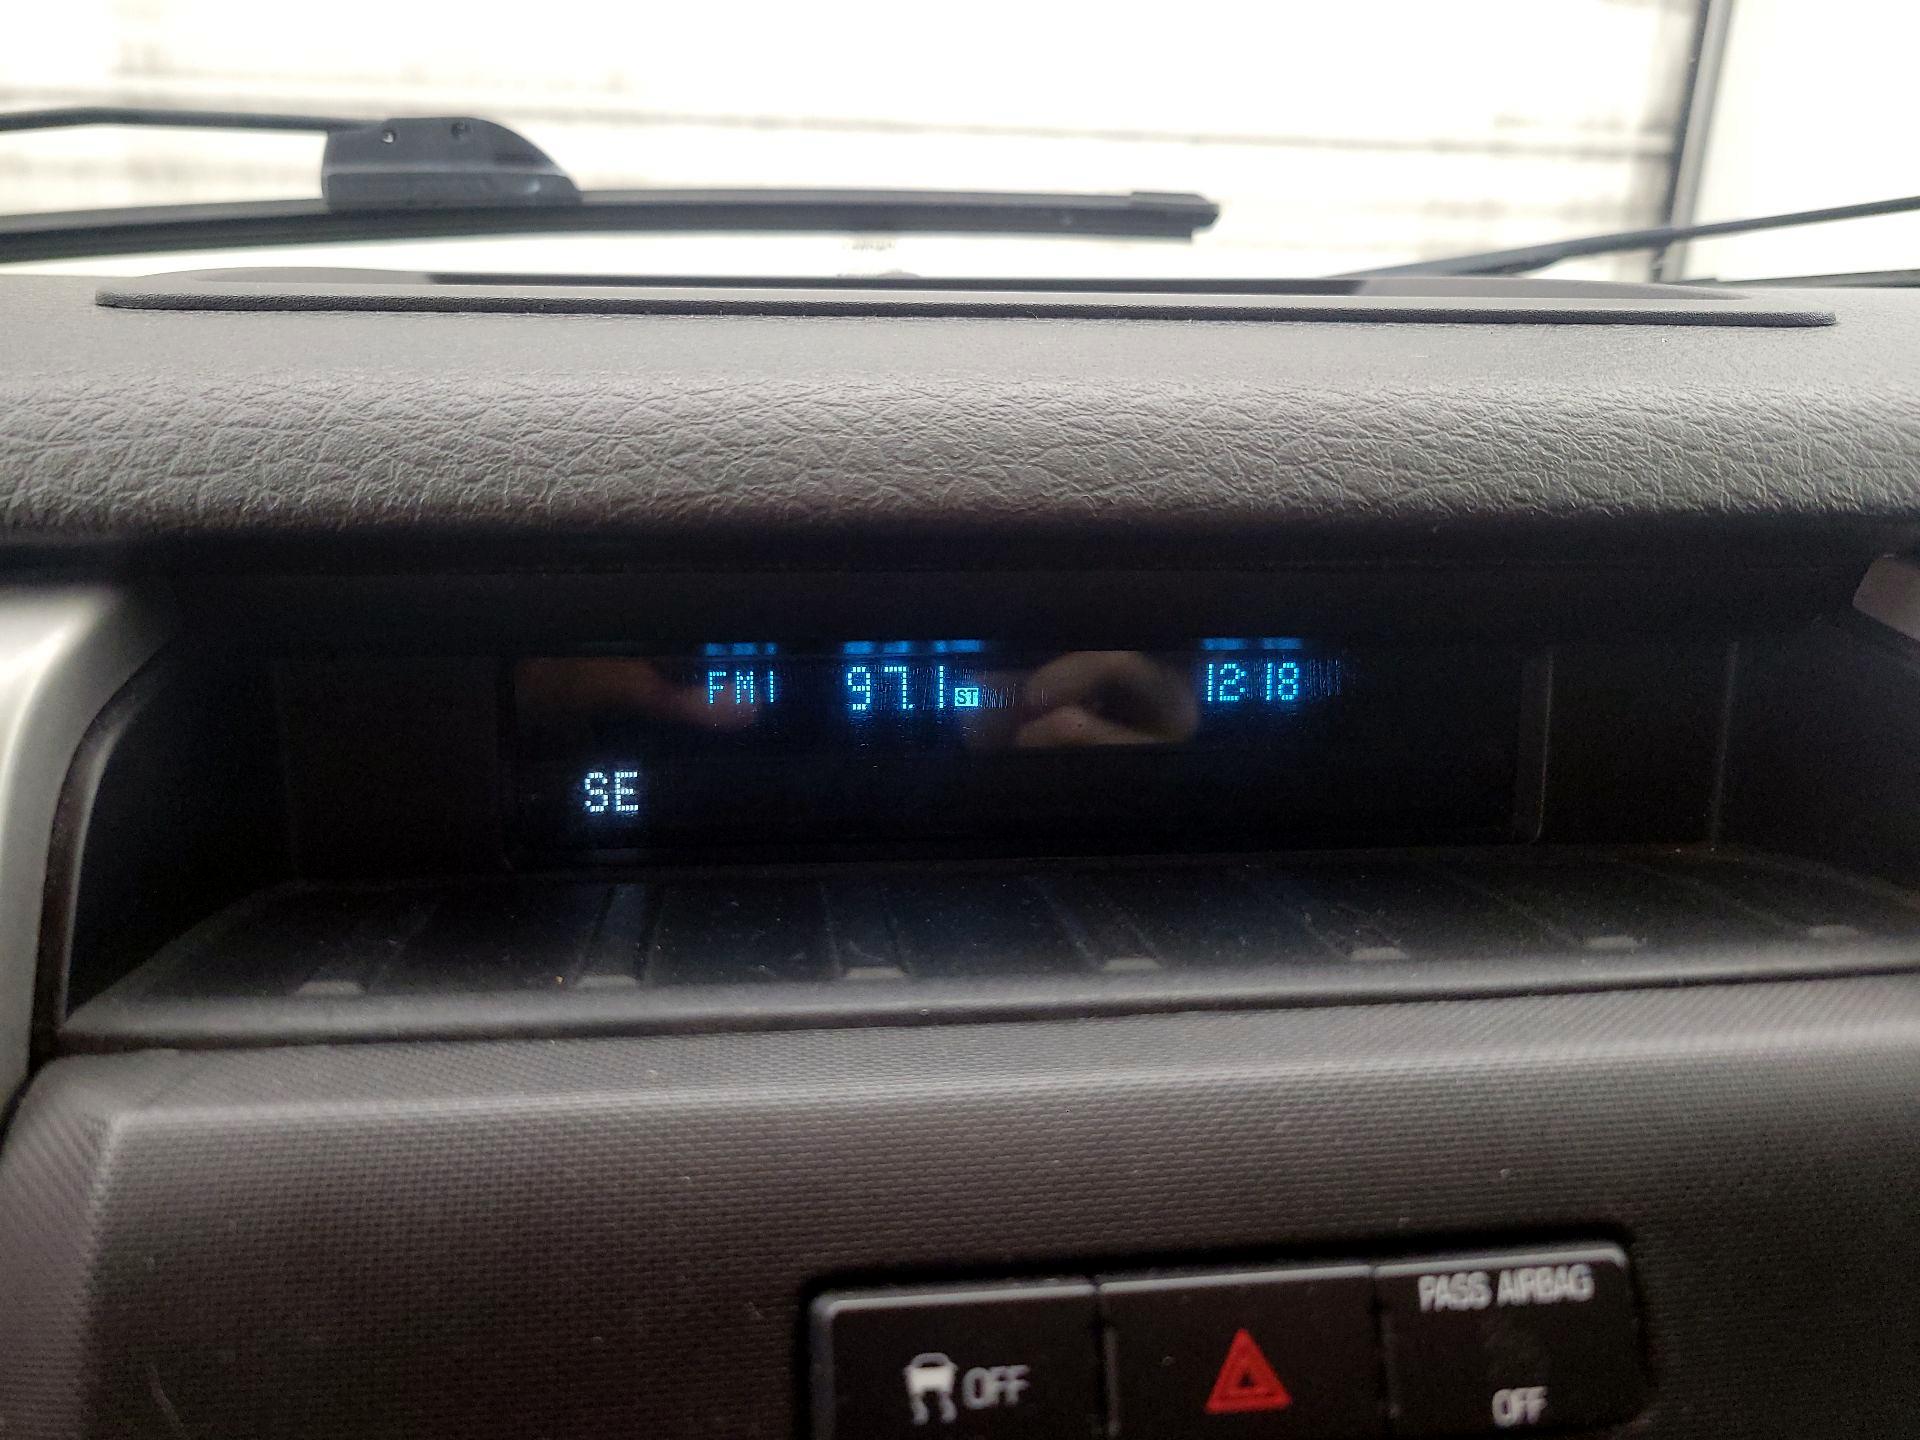 FM1 97.1 ST 12:18
SE
OFF
PASS AIRBAG
OFF